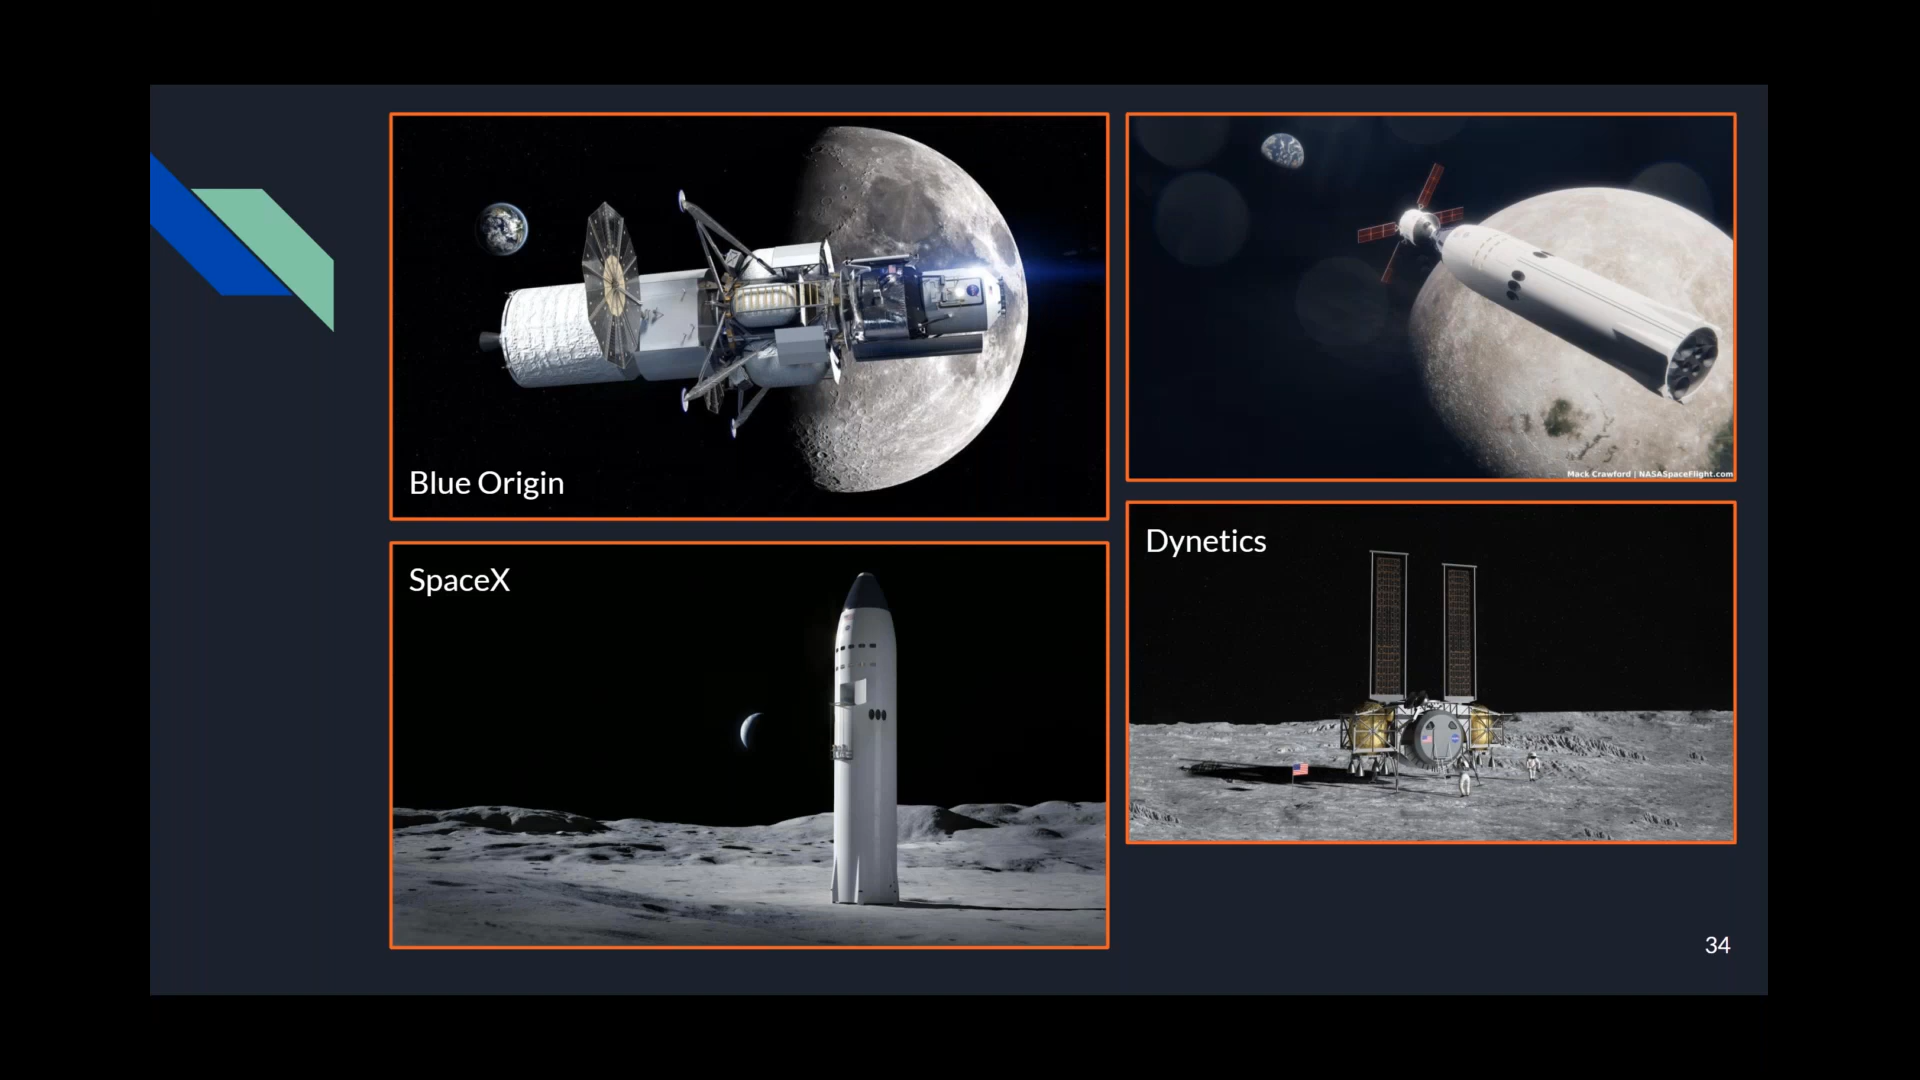 Blue Origin
Mack Crawford | NASASpaceFlight.com
SpaceX
Dynetics
34